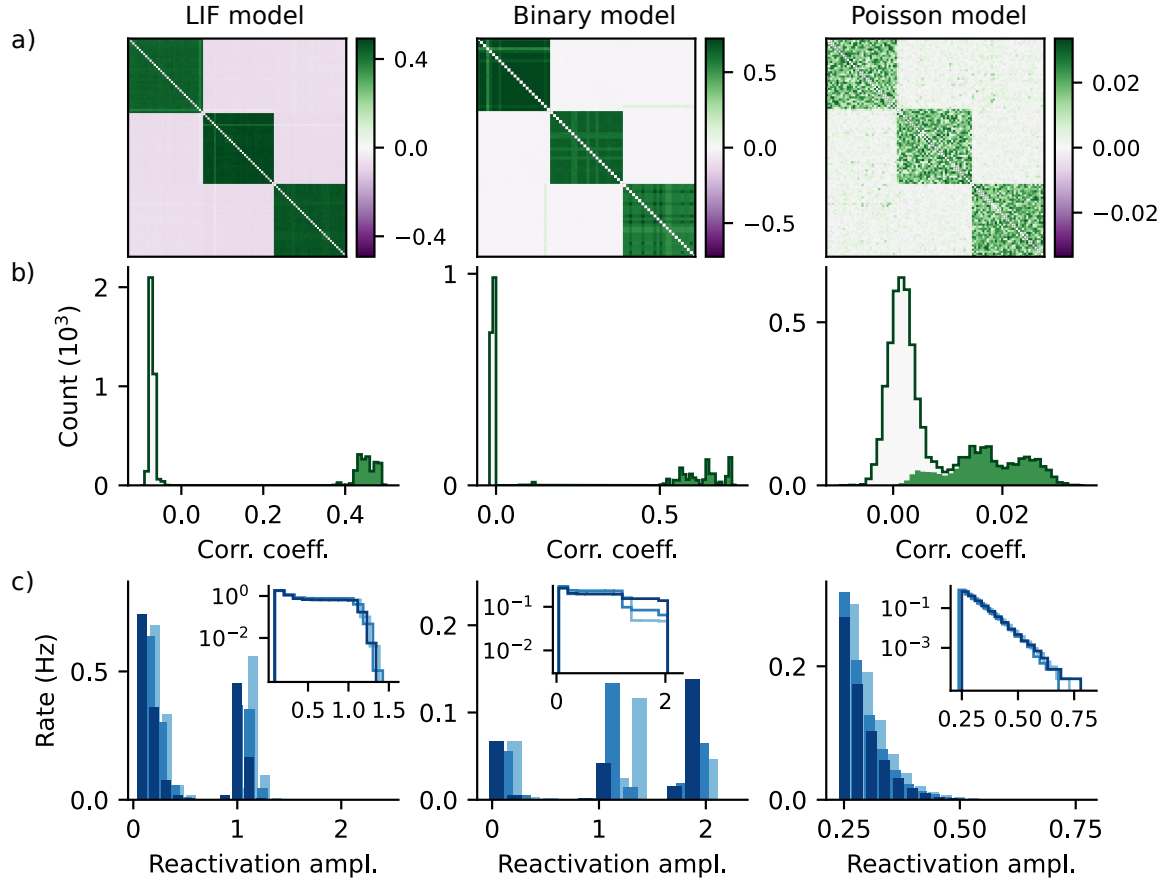 LIF model Binary model Poisson model
a)
0.4 0.0 −0.4
0.5 0.0 −0.5
0.02 0.00 −0.02
b)
Count (10³)
2 1 0
0.0 0.2 0.4
Corr. coeff.
1 0
0.0 0.5
Corr. coeff.
0.5 0.0
0.00 0.02
Corr. coeff.
c)
Rate (Hz)
0.5 0.0
0 1 2
Reactivation ampl.
10⁰ 10⁻²
0.5 1.0 1.5
0.2 0.1 0.0
0 1 2
Reactivation ampl.
10⁻¹ 10⁻²
0 2
0.2 0.0
0.25 0.50 0.75
Reactivation ampl.
10⁻¹ 10⁻³
0.25 0.50 0.75